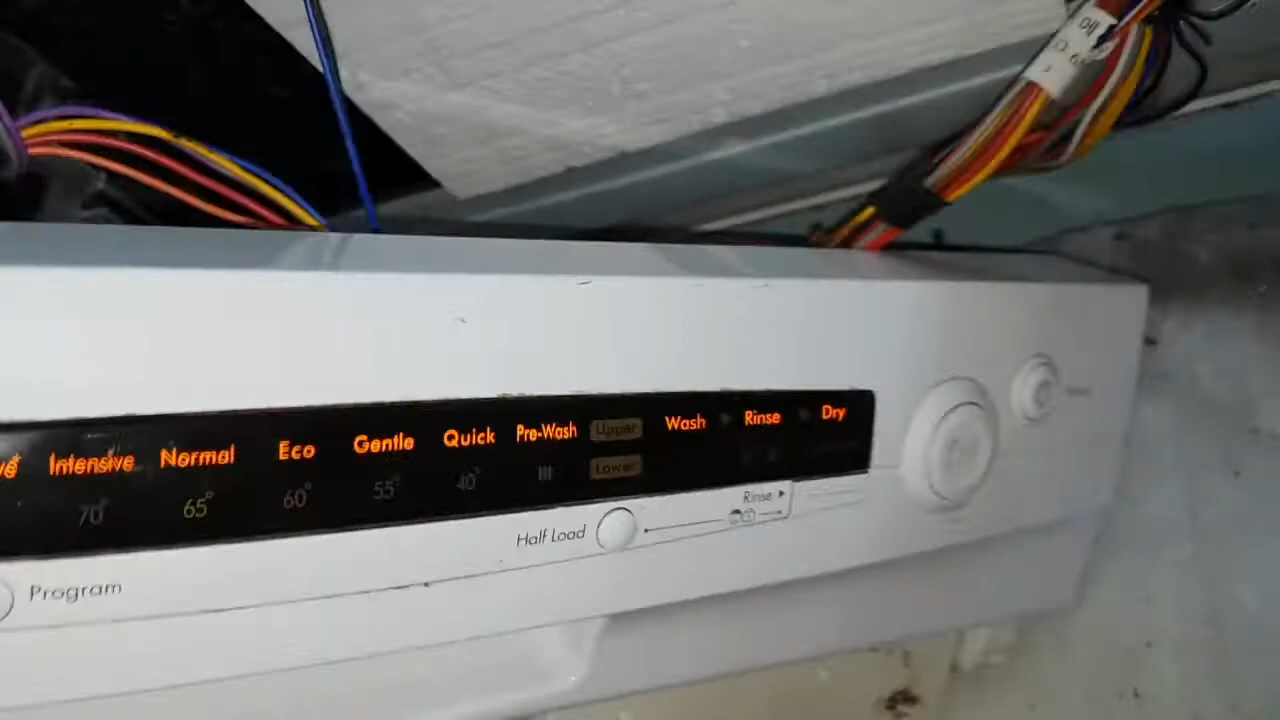 Intensive Normal Eco Gentle Quick Pre-Wash Upper Wash Rinse Dry
70° 65° 60° 55° 40° Lower
Rinse
Half Load
Program